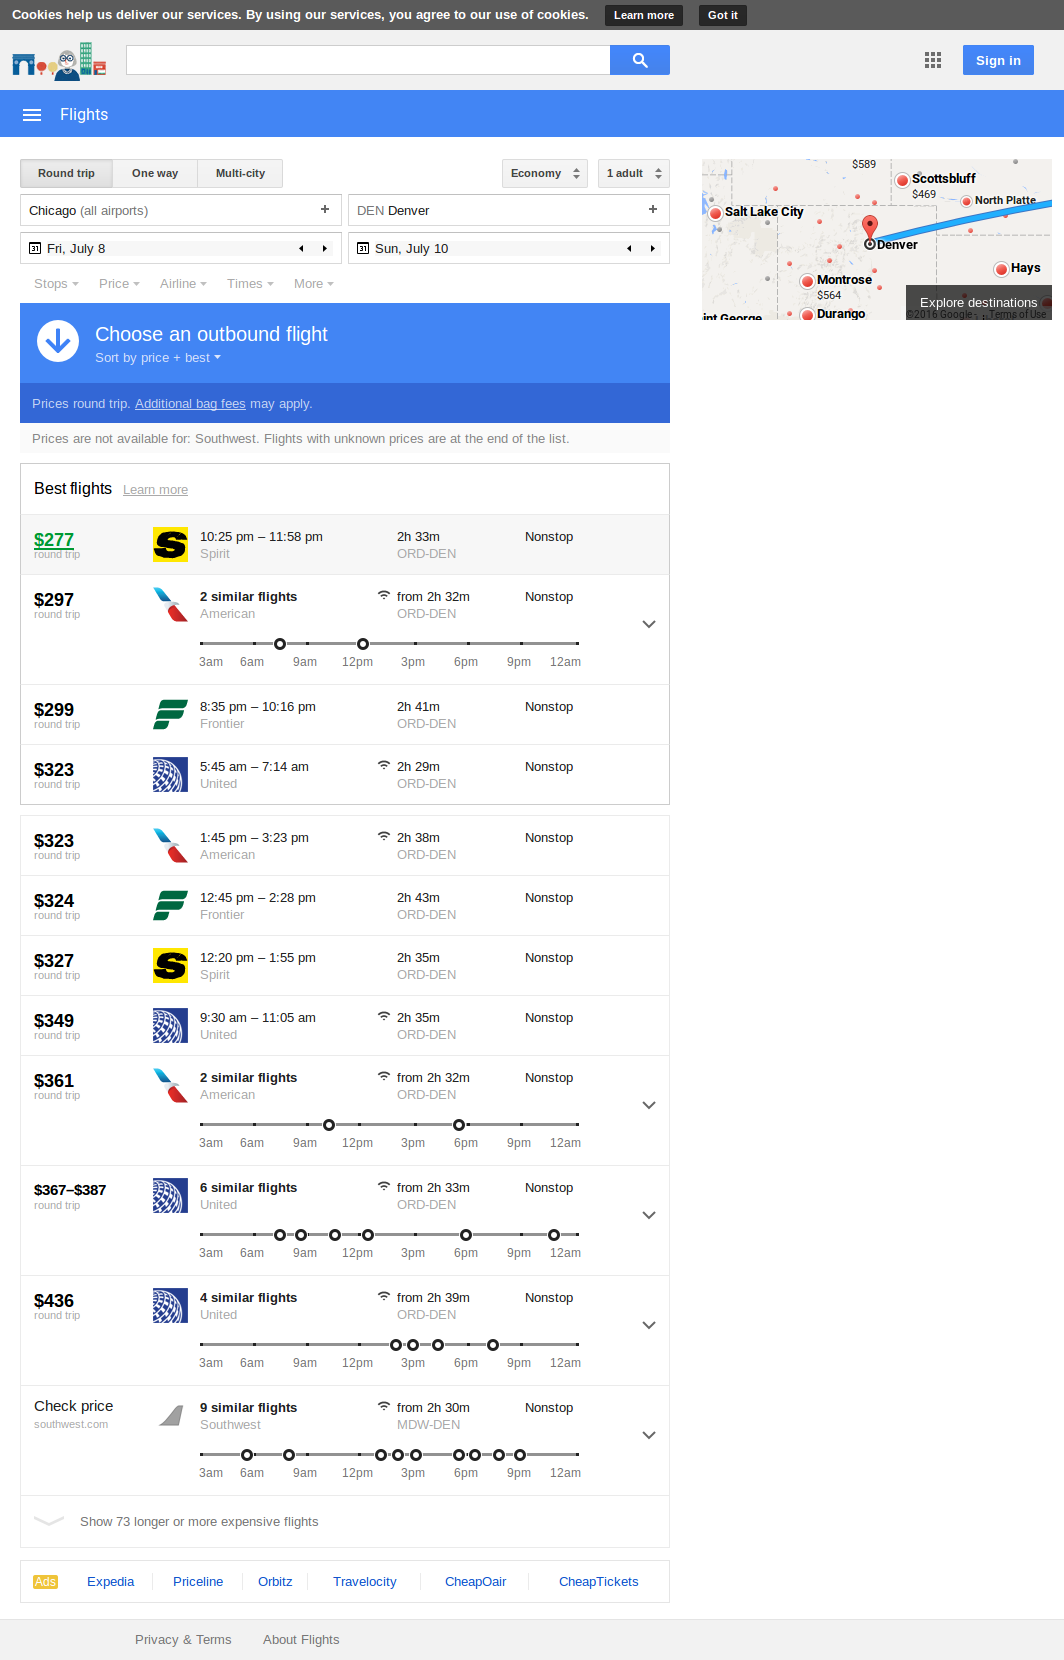 Cookies help us deliver our services. By using our services, you agree to our use of cookies. Learn more Got it
Sign in
Flights
Round trip One way Multi-city Economy 1 adult
Chicago (all airports) + DEN Denver +
31 Fri, July 8 31 Sun, July 10
Stops Price Airline Times More
$589
Scottsbluff
$469
North Platte
Salt Lake City
Denver
Hays
Montrose
$564
Explore destinations
int George Durango ©2016 Google Terms of Use
Choose an outbound flight
Sort by price + best
Prices round trip. Additional bag fees may apply.
Prices are not available for: Southwest. Flights with unknown prices are at the end of the list.
Best flights Learn more
$277 10:25 pm – 11:58 pm 2h 33m Nonstop
round trip Spirit ORD-DEN
$297 2 similar flights from 2h 32m Nonstop
round trip American ORD-DEN
3am 6am 9am 12pm 3pm 6pm 9pm 12am
$299 8:35 pm – 10:16 pm 2h 41m Nonstop
round trip Frontier ORD-DEN
$323 5:45 am – 7:14 am 2h 29m Nonstop
round trip United ORD-DEN
$323 1:45 pm – 3:23 pm 2h 38m Nonstop
round trip American ORD-DEN
$324 12:45 pm – 2:28 pm 2h 43m Nonstop
round trip Frontier ORD-DEN
$327 12:20 pm – 1:55 pm 2h 35m Nonstop
round trip Spirit ORD-DEN
$349 9:30 am – 11:05 am 2h 35m Nonstop
round trip United ORD-DEN
$361 2 similar flights from 2h 32m Nonstop
round trip American ORD-DEN
3am 6am 9am 12pm 3pm 6pm 9pm 12am
$367–$387 6 similar flights from 2h 33m Nonstop
round trip United ORD-DEN
3am 6am 9am 12pm 3pm 6pm 9pm 12am
$436 4 similar flights from 2h 39m Nonstop
round trip United ORD-DEN
3am 6am 9am 12pm 3pm 6pm 9pm 12am
Check price 9 similar flights from 2h 30m Nonstop
southwest.com Southwest MDW-DEN
3am 6am 9am 12pm 3pm 6pm 9pm 12am
Show 73 longer or more expensive flights
Ads Expedia Priceline Orbitz Travelocity CheapOair CheapTickets
Privacy & Terms About Flights